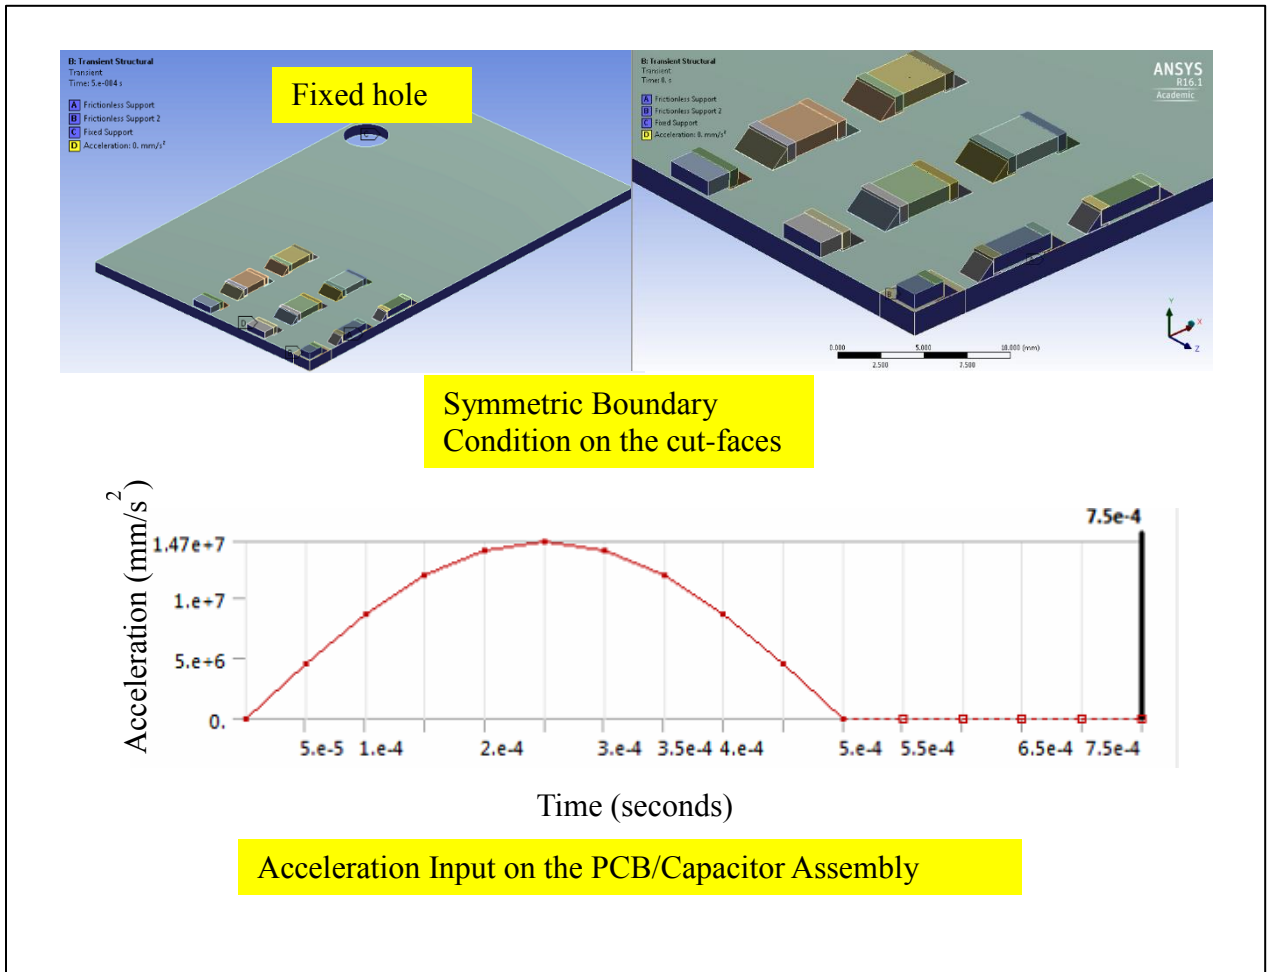 B: Transient Structural
Transient
Time: 5.e-004 s
A Frictionless Support
B Frictionless Support 2
C Fixed Support
D Acceleration: 0. mm/s²
Fixed hole
C
D
B
B: Transient Structural
Transient
Time: 0. s
A Frictionless Support
B Frictionless Support 2
C Fixed Support
D Acceleration: 0. mm/s²
ANSYS
R16.1
Academic
B
0.000 5.000 10.000 (mm)
2.500 7.500
Y
X
Z
Symmetric Boundary
Condition on the cut-faces
Acceleration (mm/s²)
7.5e-4
1.47e+7
1.e+7
5.e+6
0.
5.e-5 1.e-4 2.e-4 3.e-4 3.5e-4 4.e-4 5.e-4 5.5e-4 6.5e-4 7.5e-4
Time (seconds)
Acceleration Input on the PCB/Capacitor Assembly